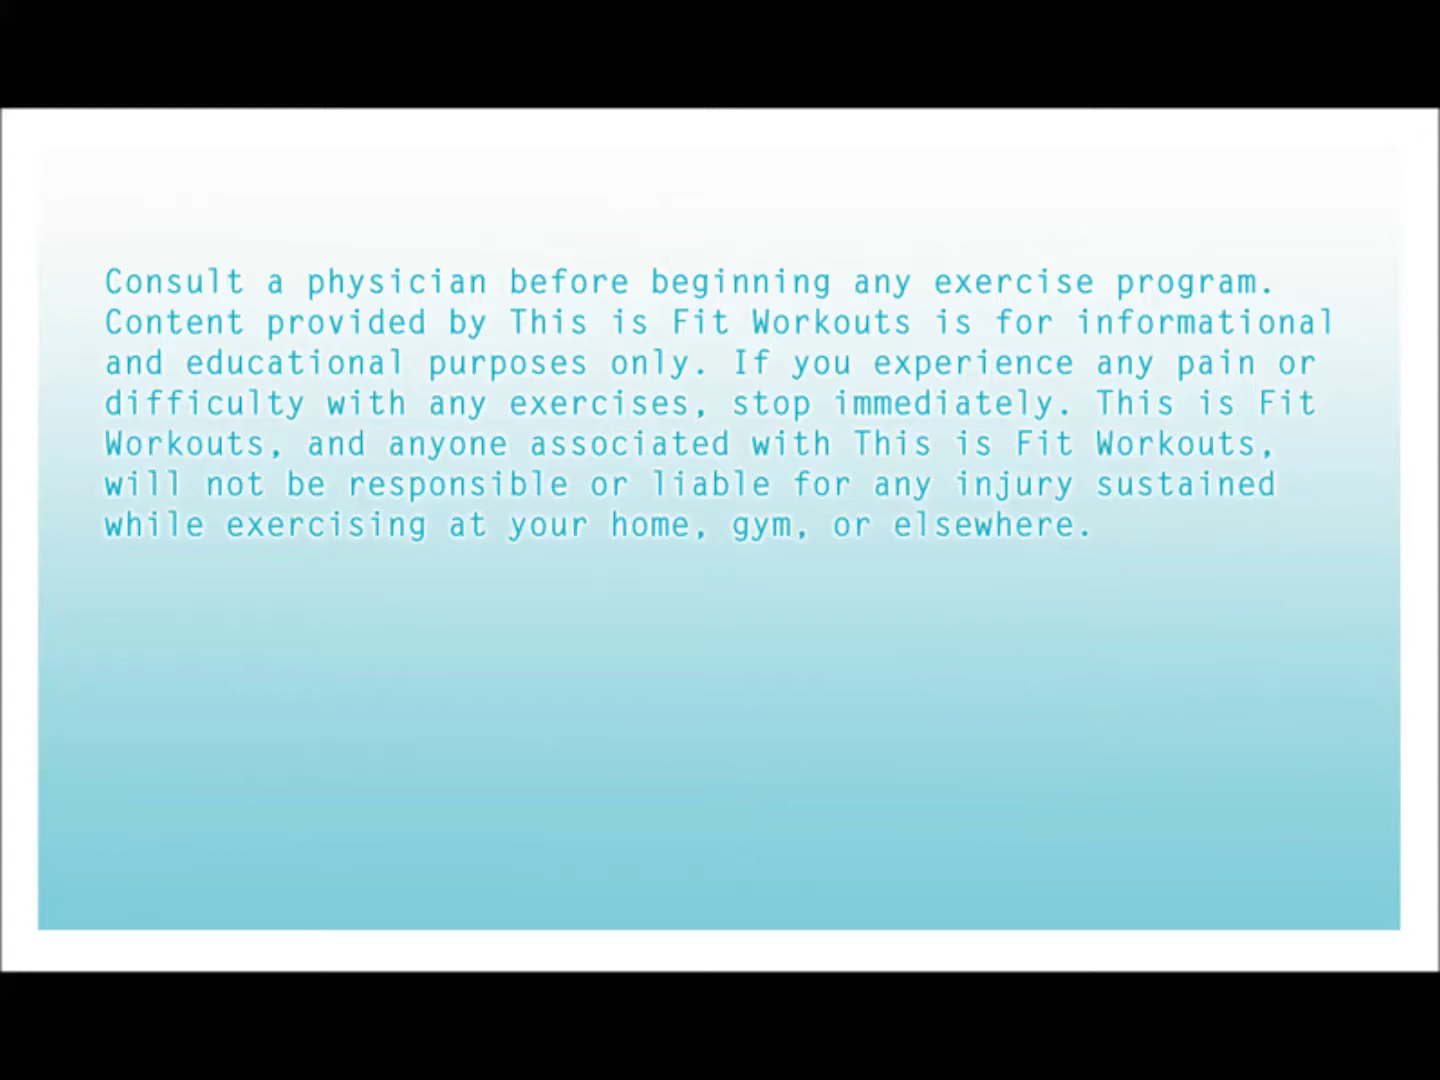 Consult a physician before beginning any exercise program.
Content provided by This is Fit Workouts is for informational
and educational purposes only. If you experience any pain or
difficulty with any exercises, stop immediately. This is Fit
Workouts, and anyone associated with This is Fit Workouts,
will not be responsible or liable for any injury sustained
while exercising at your home, gym, or elsewhere.